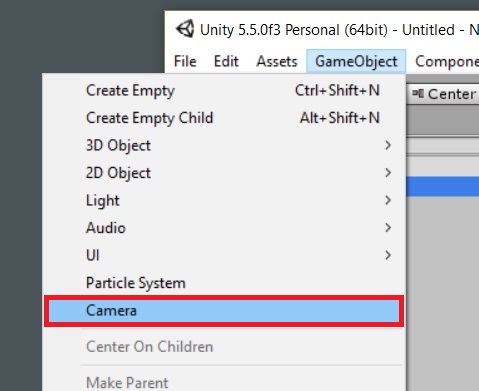 Unity 5.5.0f3 Personal (64bit) - Untitled - N
File Edit Assets GameObject Compone
Center
Create Empty Ctrl+Shift+N
Create Empty Child Alt+Shift+N
3D Object
2D Object
Light
Audio
UI
Particle System
Camera
Center On Children
Make Parent